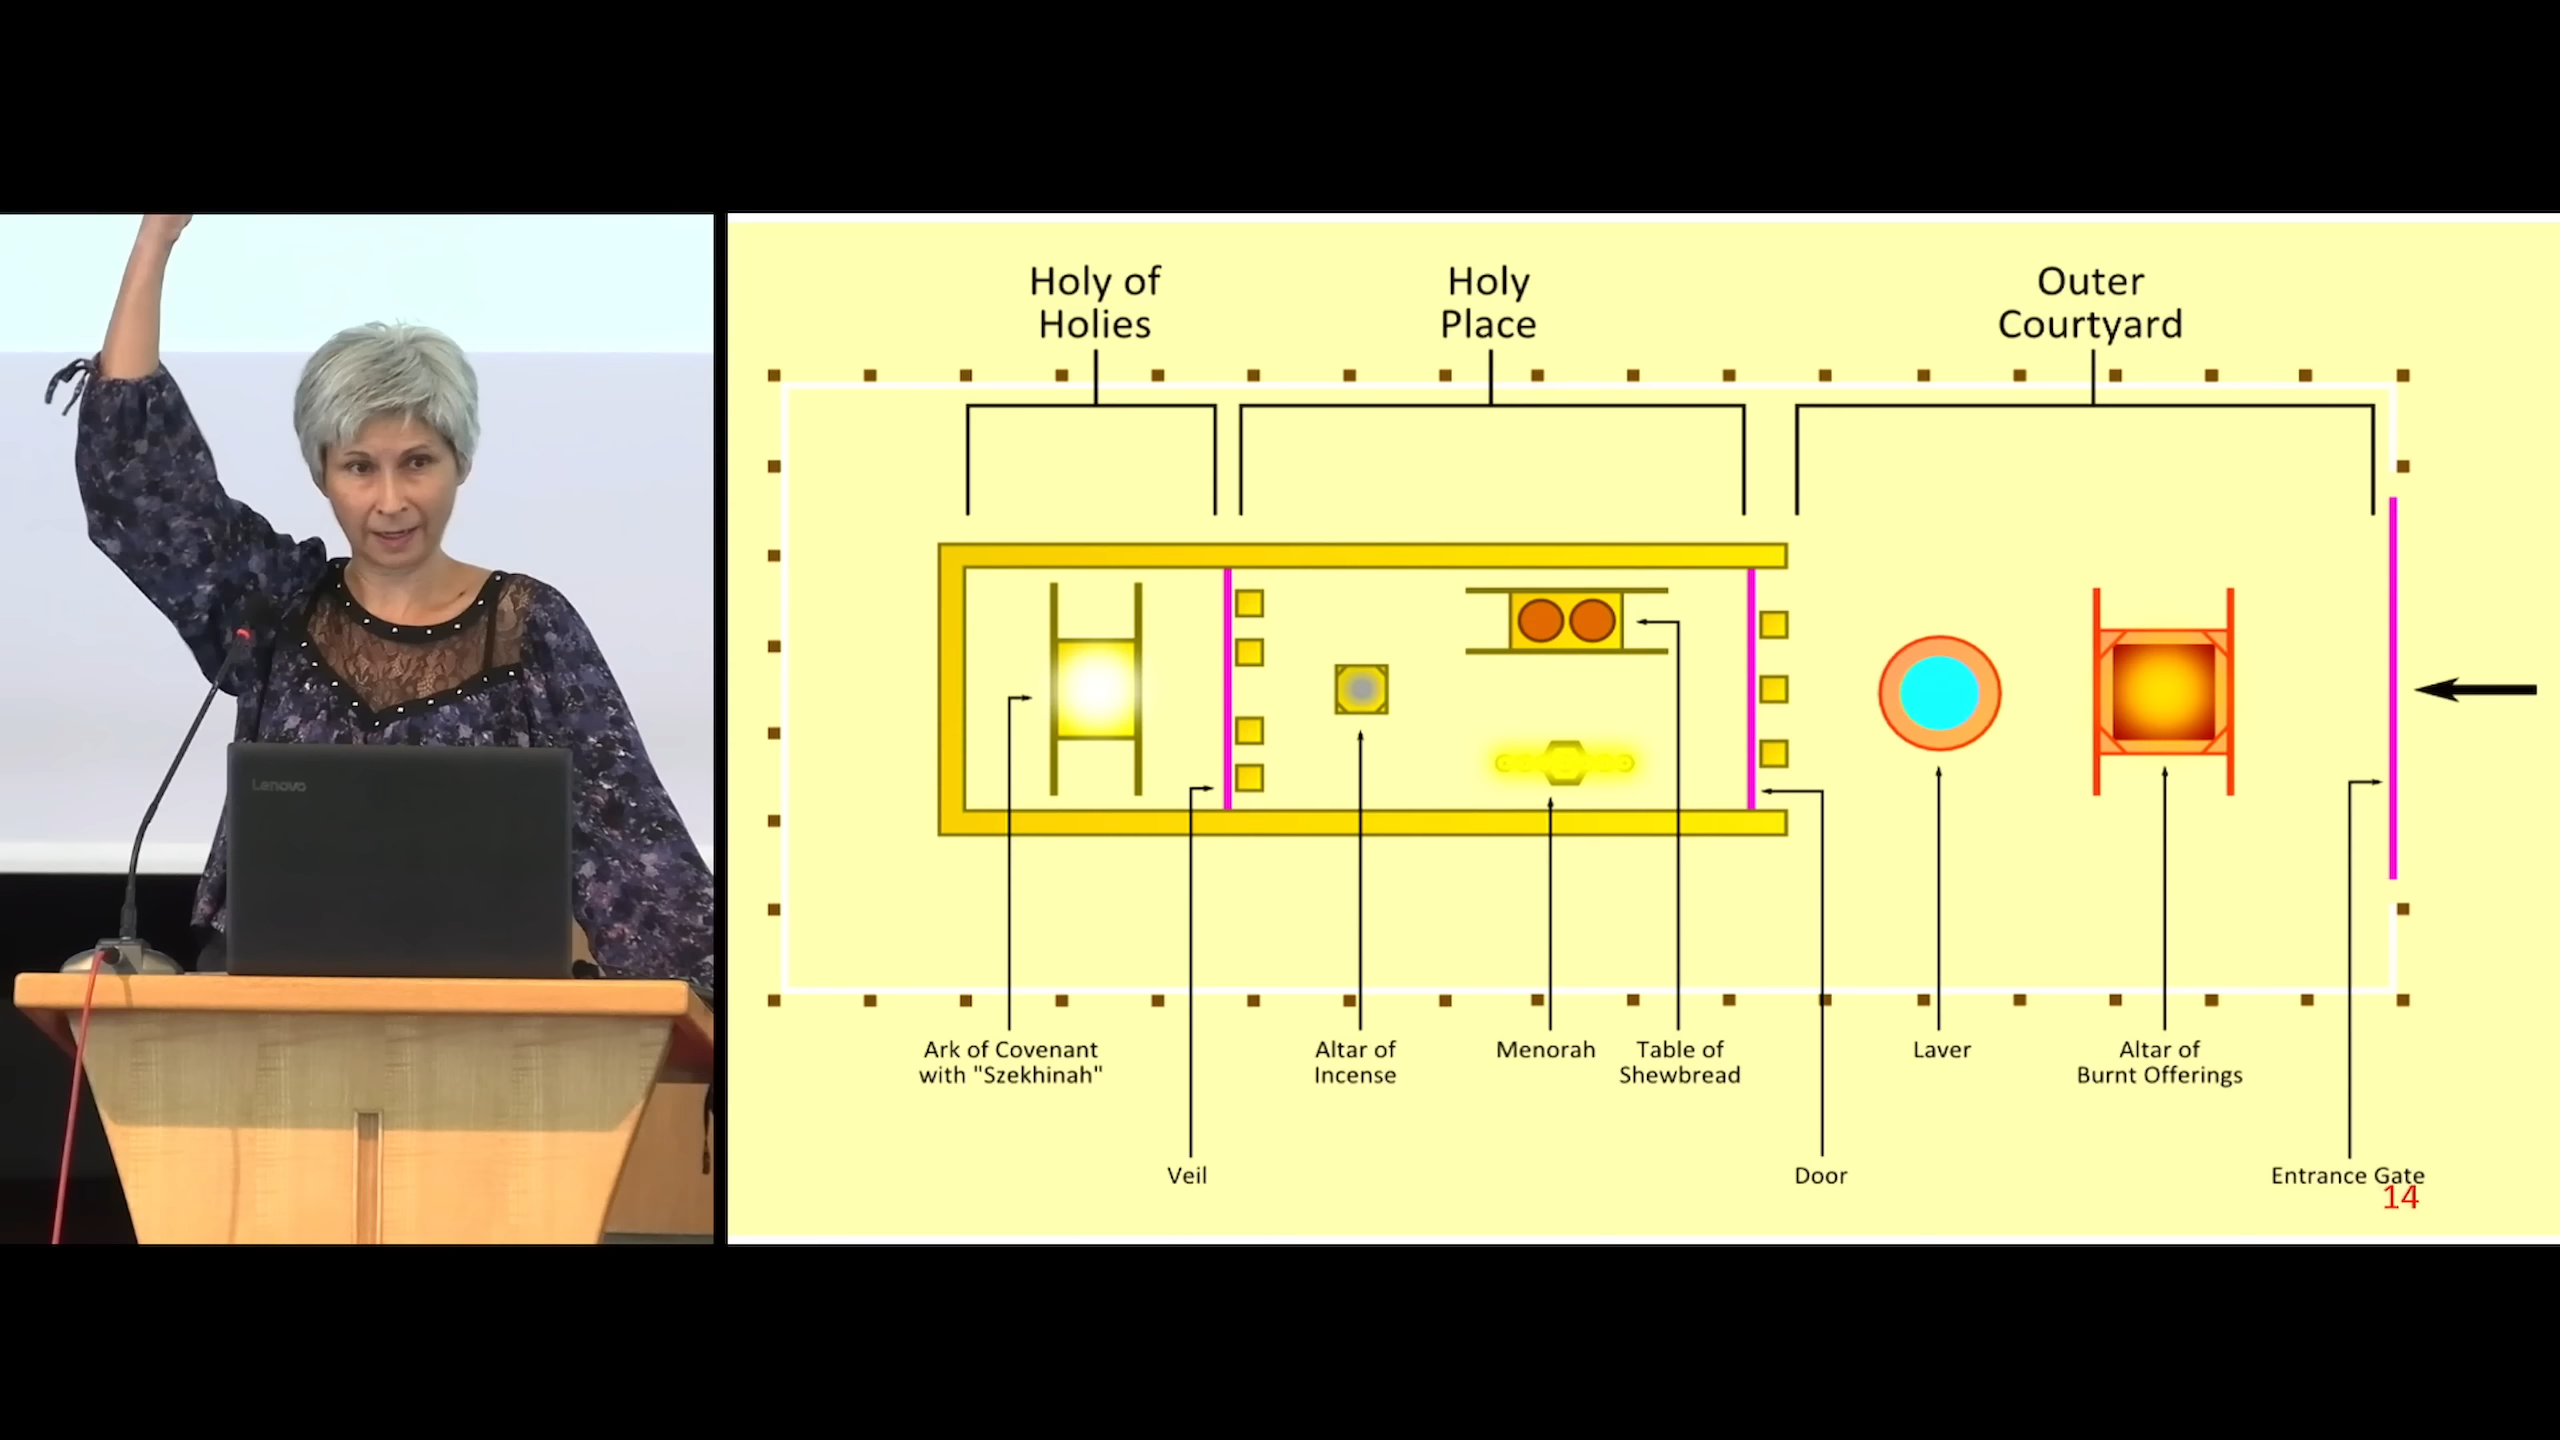 Lenovo
Holy of
Holies
Holy
Place
Outer
Courtyard
Ark of Covenant
with "Szekhinah"
Altar of
Incense
Menorah
Table of
Shewbread
Laver
Altar of
Burnt Offerings
Veil
Door
Entrance Gate
14